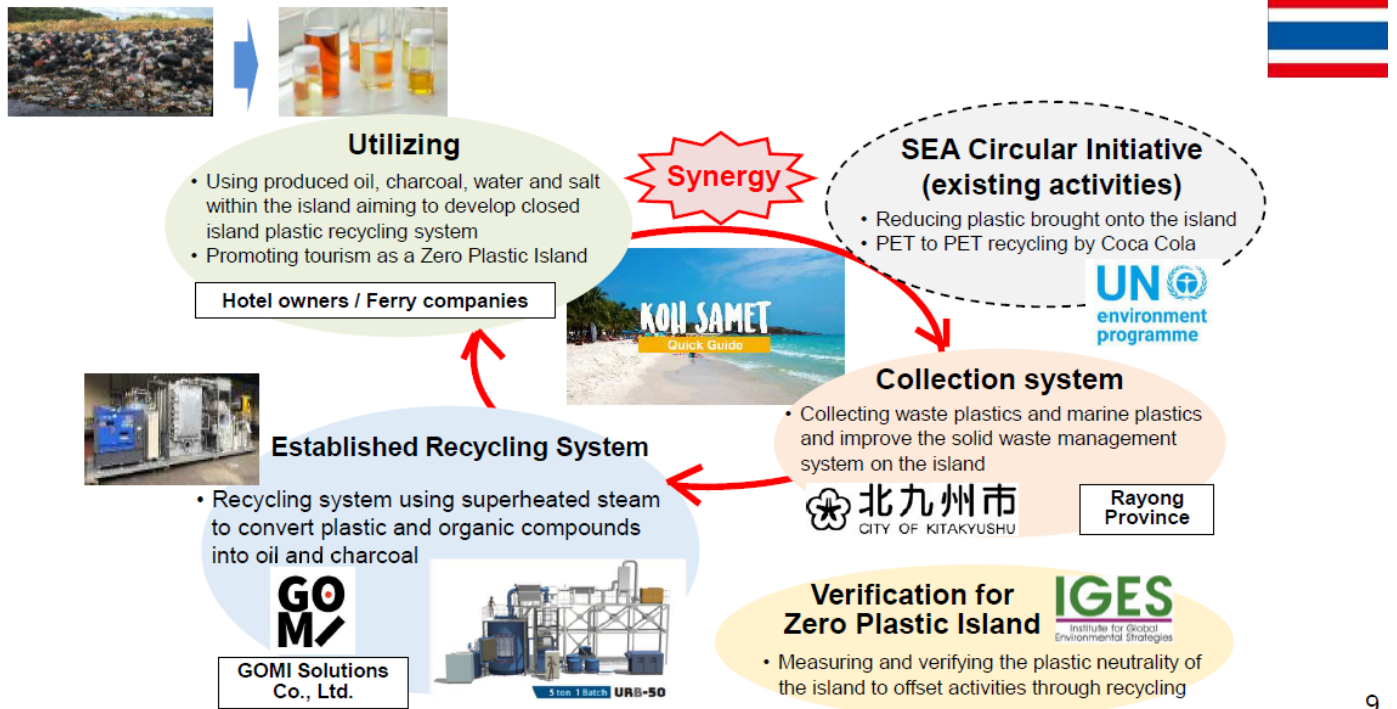 Utilizing
• Using produced oil, charcoal, water and salt
within the island aiming to develop closed
island plastic recycling system
• Promoting tourism as a Zero Plastic Island
Hotel owners / Ferry companies
Synergy
SEA Circular Initiative
(existing activities)
• Reducing plastic brought onto the island
• PET to PET recycling by Coca Cola
UN
environment
programme
KOH SAMET
Quick Guide
Collection system
• Collecting waste plastics and marine plastics
and improve the solid waste management
system on the island
北九州市
CITY OF KITAKYUSHU
Rayong
Province
Established Recycling System
• Recycling system using superheated steam
to convert plastic and organic compounds
into oil and charcoal
GO
MI
GOMI Solutions
Co., Ltd.
5 ton 1 Batch URB-50
Verification for
Zero Plastic Island
IGES
Institute for Global
Environmental Strategies
• Measuring and verifying the plastic neutrality of
the island to offset activities through recycling
9